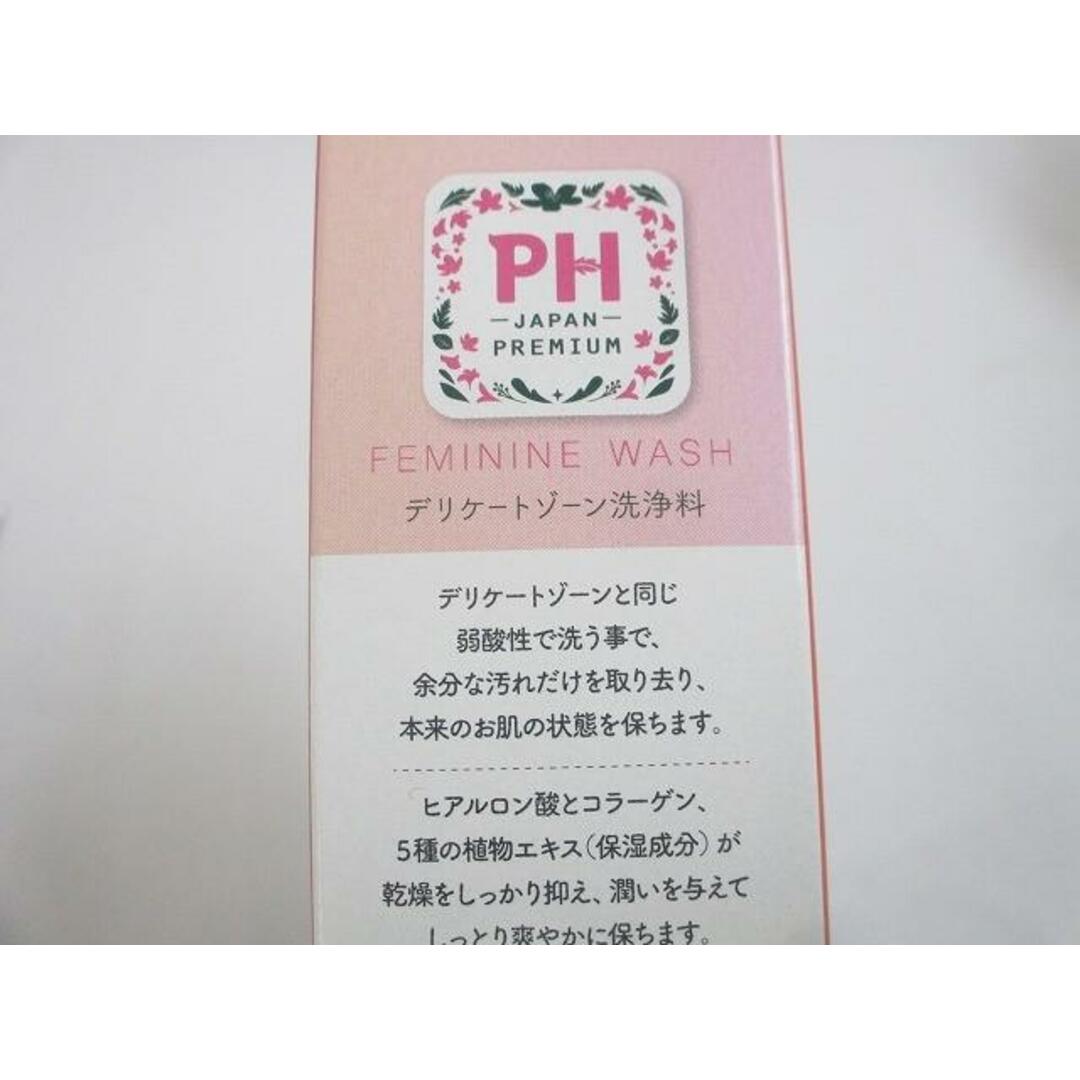 PH
JAPAN
PREMIUM
FEMININE WASH
デリケートゾーン洗浄料
デリケートゾーンと同じ
弱酸性で洗う事で、
余分な汚れだけを取り去り、
本来のお肌の状態を保ちます。
ヒアルロン酸とコラーゲン、
5種の植物エキス(保湿成分)が
乾燥をしっかり抑え、潤いを与えて
しっとり爽やかに保ちます。